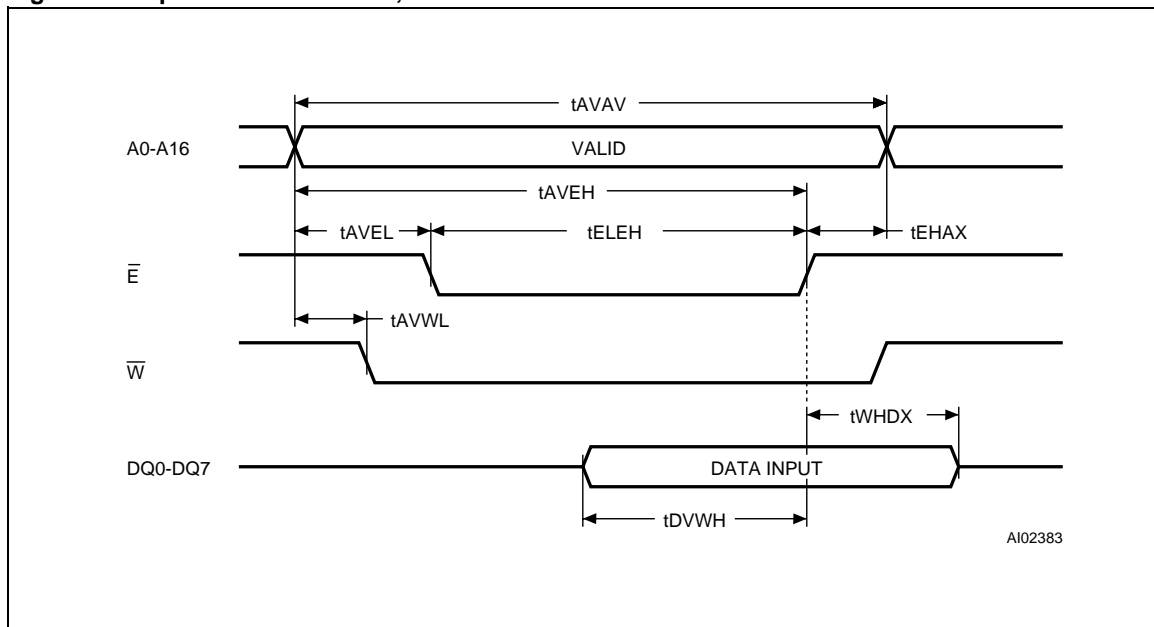 tAVAV
A0-A16
VALID
tAVEH
tAVEL
tELEH
tEHAX
E̅
tAVWL
W̅
tWHDX
DQ0-DQ7
DATA INPUT
tDVWH
AI02383